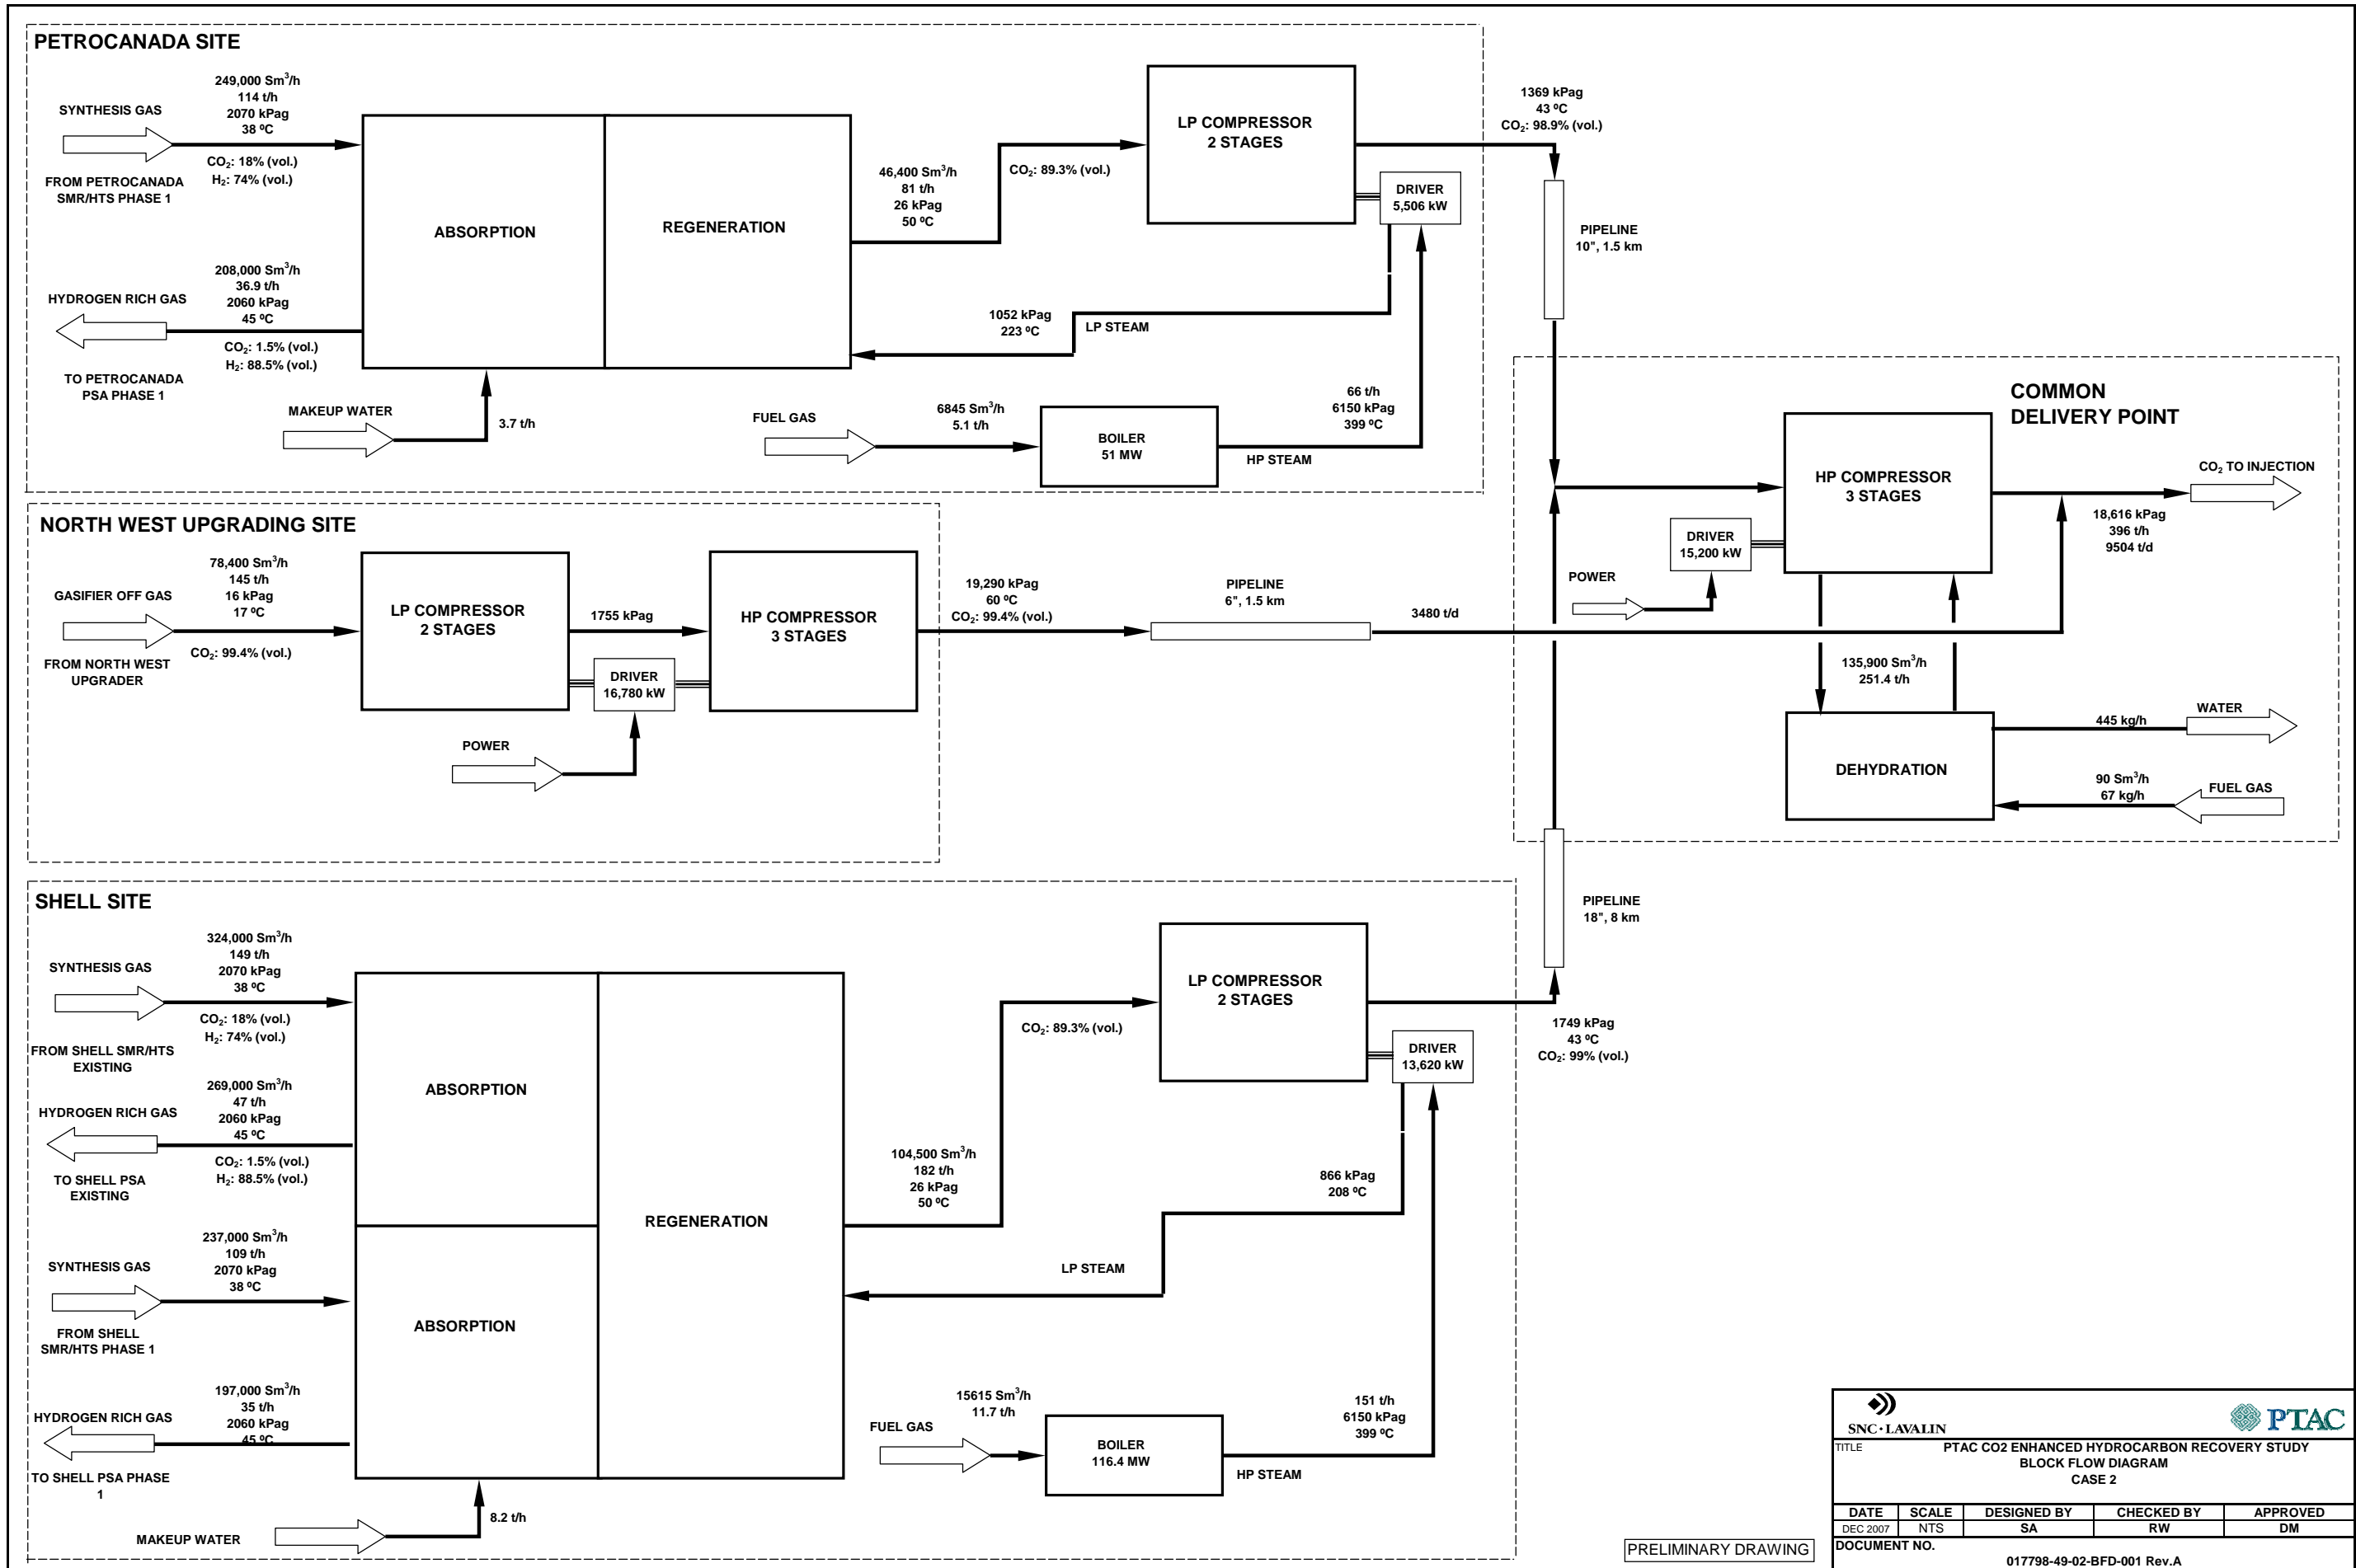 PETROCANADA SITE
249,000 Sm³/h
114 t/h
2070 kPag
38 ºC
SYNTHESIS GAS
CO₂: 18% (vol.)
H₂: 74% (vol.)
FROM PETROCANADA
SMR/HTS PHASE 1
208,000 Sm³/h
36.9 t/h
2060 kPag
45 ºC
HYDROGEN RICH GAS
CO₂: 1.5% (vol.)
H₂: 88.5% (vol.)
TO PETROCANADA
PSA PHASE 1
MAKEUP WATER
3.7 t/h
ABSORPTION
REGENERATION
46,400 Sm³/h
81 t/h
26 kPag
50 ºC
CO₂: 89.3% (vol.)
LP COMPRESSOR
2 STAGES
DRIVER
5,506 kW
1052 kPag
223 ºC
LP STEAM
FUEL GAS
6845 Sm³/h
5.1 t/h
BOILER
51 MW
66 t/h
6150 kPag
399 ºC
HP STEAM
1369 kPag
43 ºC
CO₂: 98.9% (vol.)
PIPELINE
10", 1.5 km
NORTH WEST UPGRADING SITE
78,400 Sm³/h
145 t/h
16 kPag
17 ºC
GASIFIER OFF GAS
CO₂: 99.4% (vol.)
FROM NORTH WEST
UPGRADER
LP COMPRESSOR
2 STAGES
1755 kPag
DRIVER
16,780 kW
POWER
HP COMPRESSOR
3 STAGES
19,290 kPag
60 ºC
CO₂: 99.4% (vol.)
PIPELINE
6", 1.5 km
3480 t/d
COMMON
DELIVERY POINT
HP COMPRESSOR
3 STAGES
DRIVER
15,200 kW
POWER
CO₂ TO INJECTION
18,616 kPag
396 t/h
9504 t/d
135,900 Sm³/h
251.4 t/h
DEHYDRATION
WATER
445 kg/h
90 Sm³/h
67 kg/h
FUEL GAS
SHELL SITE
324,000 Sm³/h
149 t/h
2070 kPag
38 ºC
SYNTHESIS GAS
CO₂: 18% (vol.)
H₂: 74% (vol.)
FROM SHELL SMR/HTS
EXISTING
269,000 Sm³/h
47 t/h
2060 kPag
45 ºC
HYDROGEN RICH GAS
CO₂: 1.5% (vol.)
H₂: 88.5% (vol.)
TO SHELL PSA
EXISTING
237,000 Sm³/h
109 t/h
2070 kPag
38 ºC
SYNTHESIS GAS
FROM SHELL
SMR/HTS PHASE 1
197,000 Sm³/h
35 t/h
2060 kPag
45 ºC
HYDROGEN RICH GAS
TO SHELL PSA PHASE
1
MAKEUP WATER
8.2 t/h
ABSORPTION
ABSORPTION
REGENERATION
104,500 Sm³/h
182 t/h
26 kPag
50 ºC
CO₂: 89.3% (vol.)
LP COMPRESSOR
2 STAGES
DRIVER
13,620 kW
866 kPag
208 ºC
LP STEAM
FUEL GAS
15615 Sm³/h
11.7 t/h
BOILER
116.4 MW
151 t/h
6150 kPag
399 ºC
HP STEAM
1749 kPag
43 ºC
CO₂: 99% (vol.)
PIPELINE
18", 8 km
PRELIMINARY DRAWING
SNC•LAVALIN
PTAC
TITLE
PTAC CO2 ENHANCED HYDROCARBON RECOVERY STUDY
BLOCK FLOW DIAGRAM
CASE 2
DATE SCALE DESIGNED BY CHECKED BY APPROVED
DEC 2007 NTS SA RW DM
DOCUMENT NO.
017798-49-02-BFD-001 Rev.A